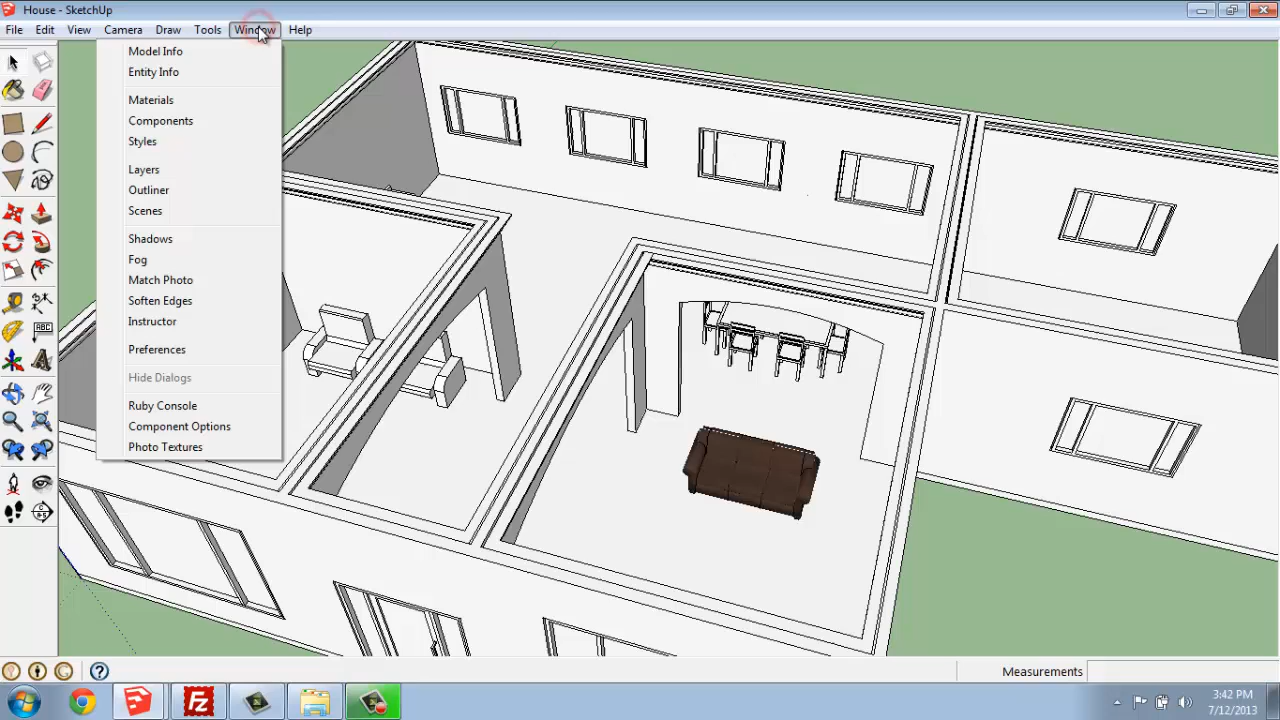 House - SketchUp
File Edit View Camera Draw Tools Window Help
Model Info
Entity Info
Materials
Components
Styles
Layers
Outliner
Scenes
Shadows
Fog
Match Photo
Soften Edges
Instructor
Preferences
Hide Dialogs
Ruby Console
Component Options
Photo Textures
ABC
A
Measurements
Fz
3:42 PM
7/12/2013